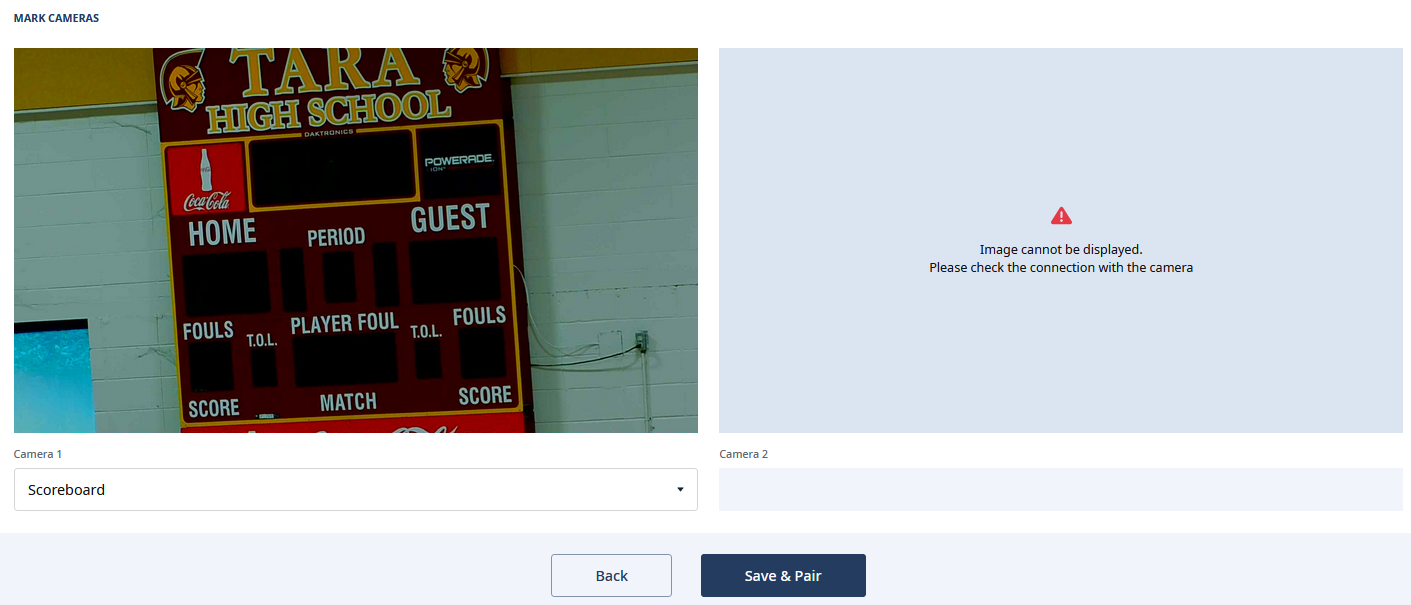 MARK CAMERAS
TARA
HIGH SCHOOL
DAKTRONICS
Coca-Cola
POWERADE
ION4
HOME
PERIOD
GUEST
FOULS
T.O.L.
PLAYER FOUL
T.O.L.
FOULS
SCORE
MATCH
SCORE
Image cannot be displayed.
Please check the connection with the camera
Camera 1
Camera 2
Scoreboard
Back
Save & Pair